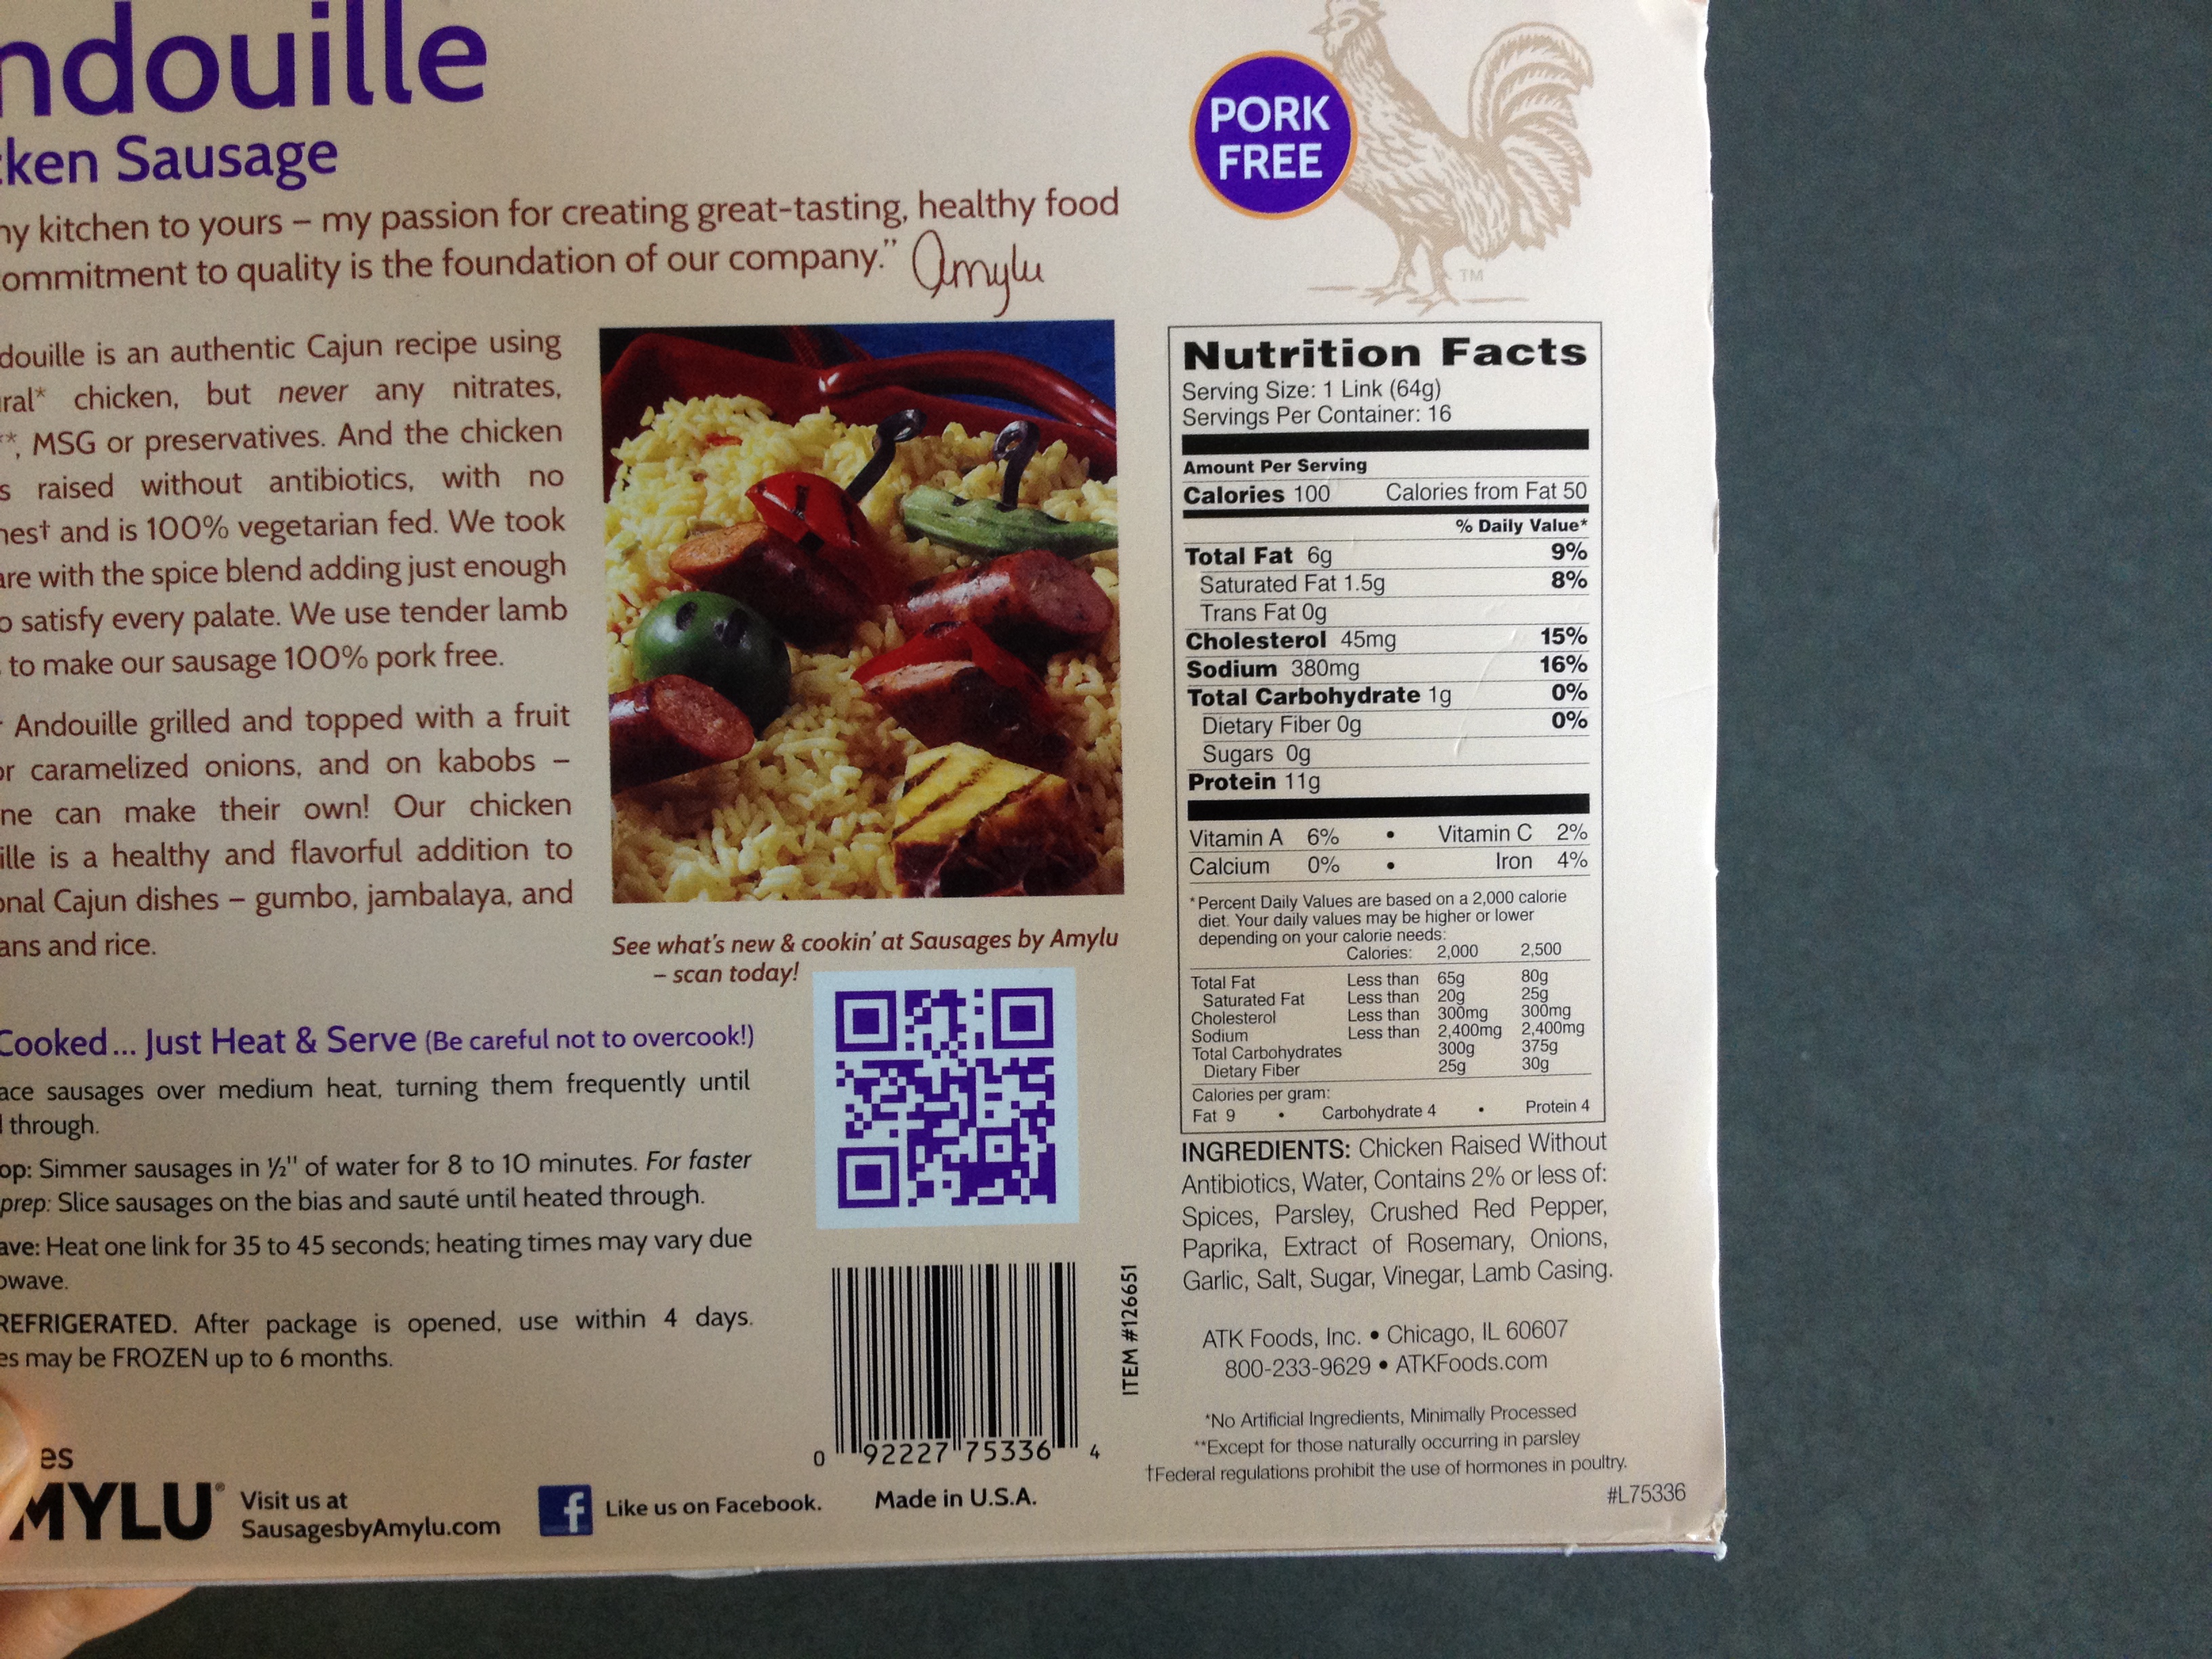 ndouille
ken Sausage
ny kitchen to yours – my passion for creating great-tasting, healthy food
ommitment to quality is the foundation of our company." Amylu
douille is an authentic Cajun recipe using
ral* chicken, but never any nitrates,
**, MSG or preservatives. And the chicken
s raised without antibiotics, with no
nes† and is 100% vegetarian fed. We took
are with the spice blend adding just enough
o satisfy every palate. We use tender lamb
to make our sausage 100% pork free.
r Andouille grilled and topped with a fruit
or caramelized onions, and on kabobs –
ne can make their own! Our chicken
ille is a healthy and flavorful addition to
onal Cajun dishes – gumbo, jambalaya, and
ans and rice.
See what's new & cookin' at Sausages by Amylu
– scan today!
Cooked... Just Heat & Serve (Be careful not to overcook!)
ace sausages over medium heat, turning them frequently until
through.
op: Simmer sausages in ½" of water for 8 to 10 minutes. For faster
prep: Slice sausages on the bias and sauté until heated through.
ave: Heat one link for 35 to 45 seconds; heating times may vary due
owave.
REFRIGERATED. After package is opened, use within 4 days.
es may be FROZEN up to 6 months.
es
MYLU®
Visit us at
SausagesbyAmylu.com
f Like us on Facebook.
Made in U.S.A.
0 92227 75336 4
ITEM #126651
PORK
FREE
TM
Nutrition Facts
Serving Size: 1 Link (64g)
Servings Per Container: 16
Amount Per Serving
Calories 100 Calories from Fat 50
% Daily Value*
Total Fat 6g 9%
Saturated Fat 1.5g 8%
Trans Fat 0g
Cholesterol 45mg 15%
Sodium 380mg 16%
Total Carbohydrate 1g 0%
Dietary Fiber 0g 0%
Sugars 0g
Protein 11g
Vitamin A 6% • Vitamin C 2%
Calcium 0% • Iron 4%
*Percent Daily Values are based on a 2,000 calorie
diet. Your daily values may be higher or lower
depending on your calorie needs:
Calories: 2,000 2,500
Total Fat Less than 65g 80g
Saturated Fat Less than 20g 25g
Cholesterol Less than 300mg 300mg
Sodium Less than 2,400mg 2,400mg
Total Carbohydrates 300g 375g
Dietary Fiber 25g 30g
Calories per gram:
Fat 9 • Carbohydrate 4 • Protein 4
INGREDIENTS: Chicken Raised Without
Antibiotics, Water, Contains 2% or less of:
Spices, Parsley, Crushed Red Pepper,
Paprika, Extract of Rosemary, Onions,
Garlic, Salt, Sugar, Vinegar, Lamb Casing.
ATK Foods, Inc. • Chicago, IL 60607
800-233-9629 • ATKFoods.com
*No Artificial Ingredients, Minimally Processed
**Except for those naturally occurring in parsley
†Federal regulations prohibit the use of hormones in poultry.
#L75336